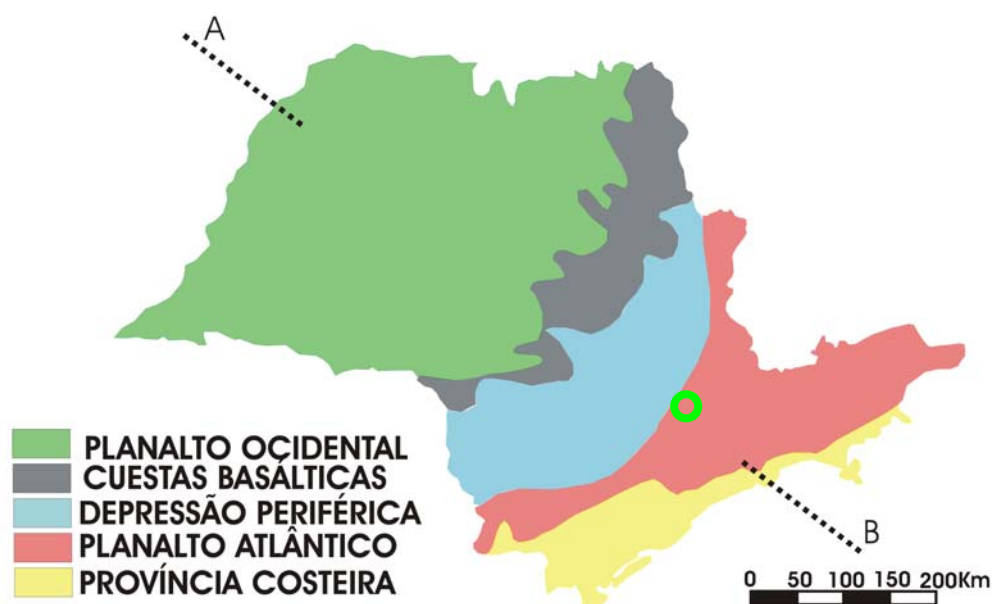 A
PLANALTO OCIDENTAL
CUESTAS BASÁLTICAS
DEPRESSÃO PERIFÉRICA
PLANALTO ATLÂNTICO
PROVÍNCIA COSTEIRA
B
0 50 100 150 200Km